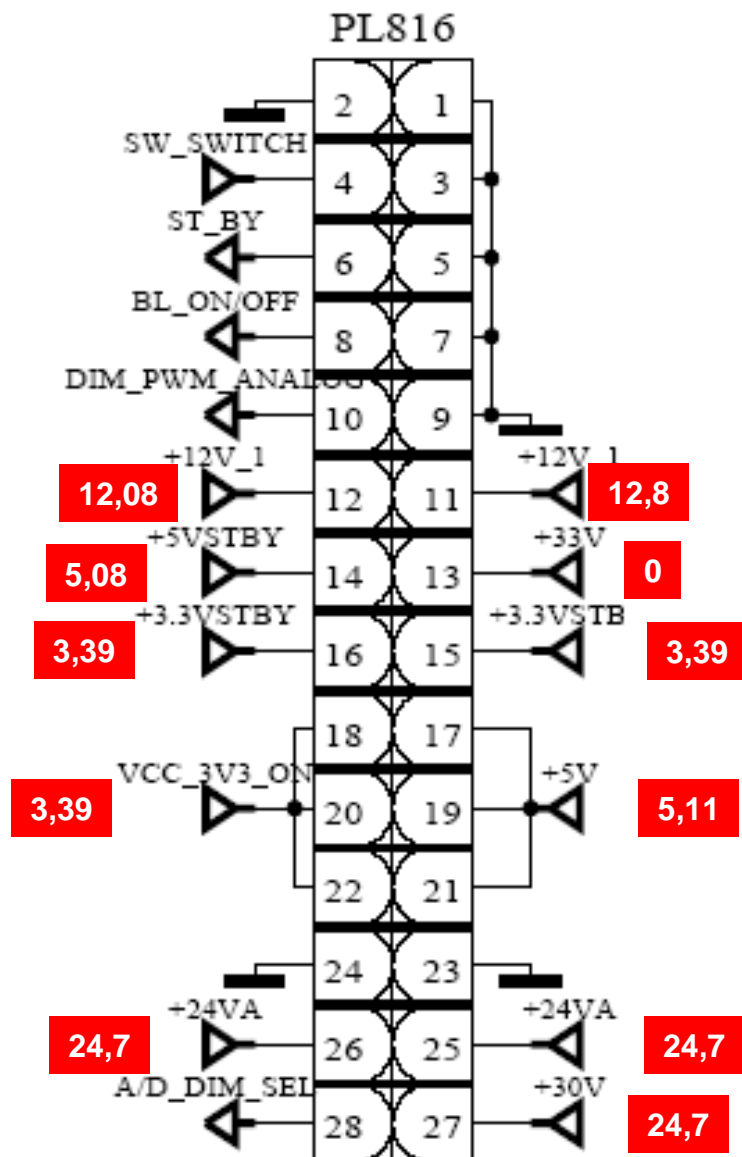 PL816
2 1
SW_SWITCH
4 3
ST_BY
6 5
BL_ON/OFF
8 7
DIM_PWM_ANALOG
10 9
+12V_1 +12V_1
12,08 12 11 12,8
+5VSTBY +33V
5,08 14 13 0
+3.3VSTBY +3.3VSTB
3,39 16 15 3,39
18 17
VCC_3V3_ON +5V
3,39 20 19 5,11
22 21
24 23
+24VA +24VA
24,7 26 25 24,7
A/D_DIM_SEL +30V
28 27 24,7